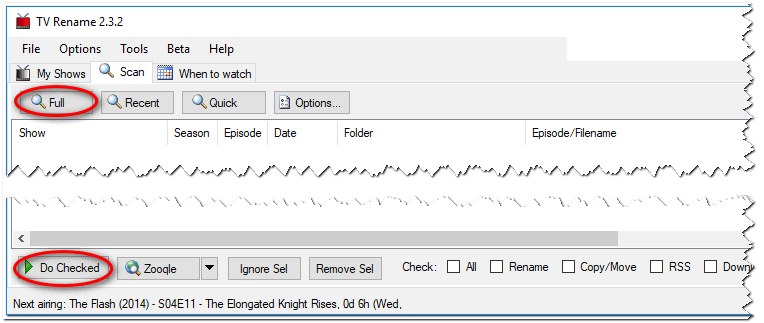 TV Rename 2.3.2
File Options Tools Beta Help
My Shows Scan When to watch
Full Recent Quick Options...
Show Season Episode Date Folder Episode/Filename
Do Checked Zooqle Ignore Sel Remove Sel Check: All Rename Copy/Move RSS
Next airing: The Flash (2014) - S04E11 - The Elongated Knight Rises, 0d 6h (Wed,